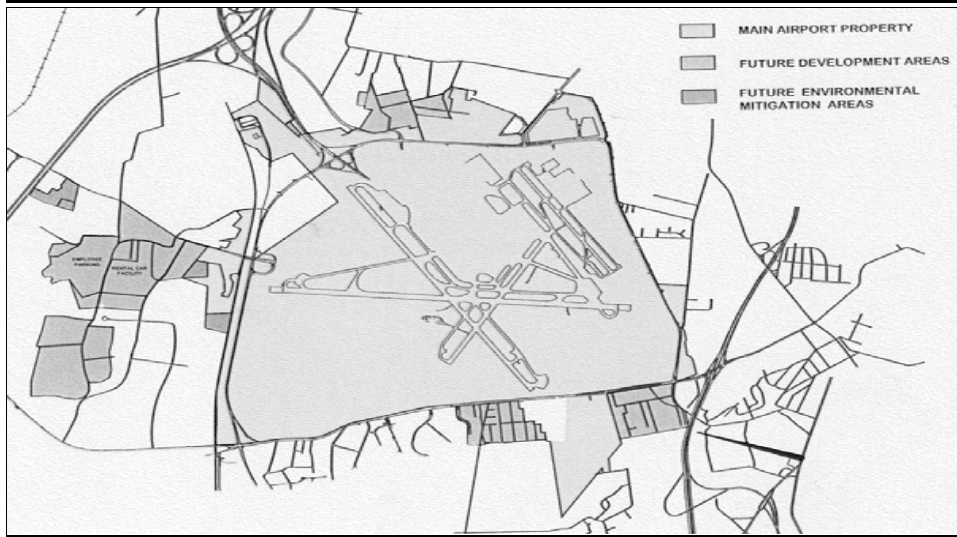 MAIN AIRPORT PROPERTY
FUTURE DEVELOPMENT AREAS
FUTURE ENVIRONMENTAL
MITIGATION AREAS
EMPLOYEE
PARKING
RENTAL CAR
FACILITY